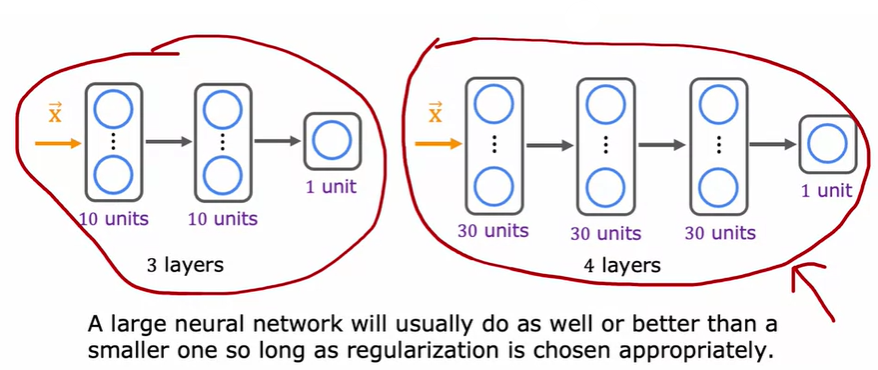 x⃗
10 units
10 units
1 unit
3 layers
x⃗
30 units
30 units
30 units
1 unit
4 layers
A large neural network will usually do as well or better than a
smaller one so long as regularization is chosen appropriately.